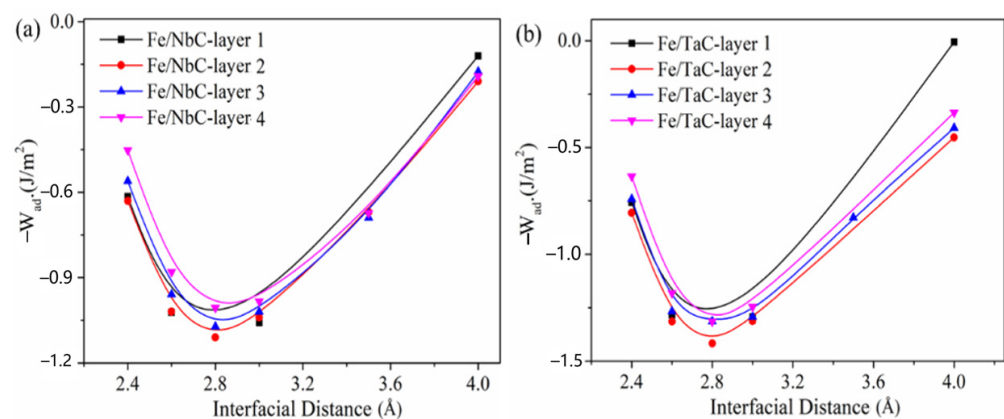 (a)
Fe/NbC-layer 1
Fe/NbC-layer 2
Fe/NbC-layer 3
Fe/NbC-layer 4
0.0
−0.3
−0.6
−0.9
−1.2
−Wad.(J/m²)
2.4 2.8 3.2 3.6 4.0
Interfacial Distance (Å)
(b)
Fe/TaC-layer 1
Fe/TaC-layer 2
Fe/TaC-layer 3
Fe/TaC-layer 4
0.0
−0.5
−1.0
−1.5
−Wad.(J/m²)
2.4 2.8 3.2 3.6 4.0
Interfacial Distance (Å)